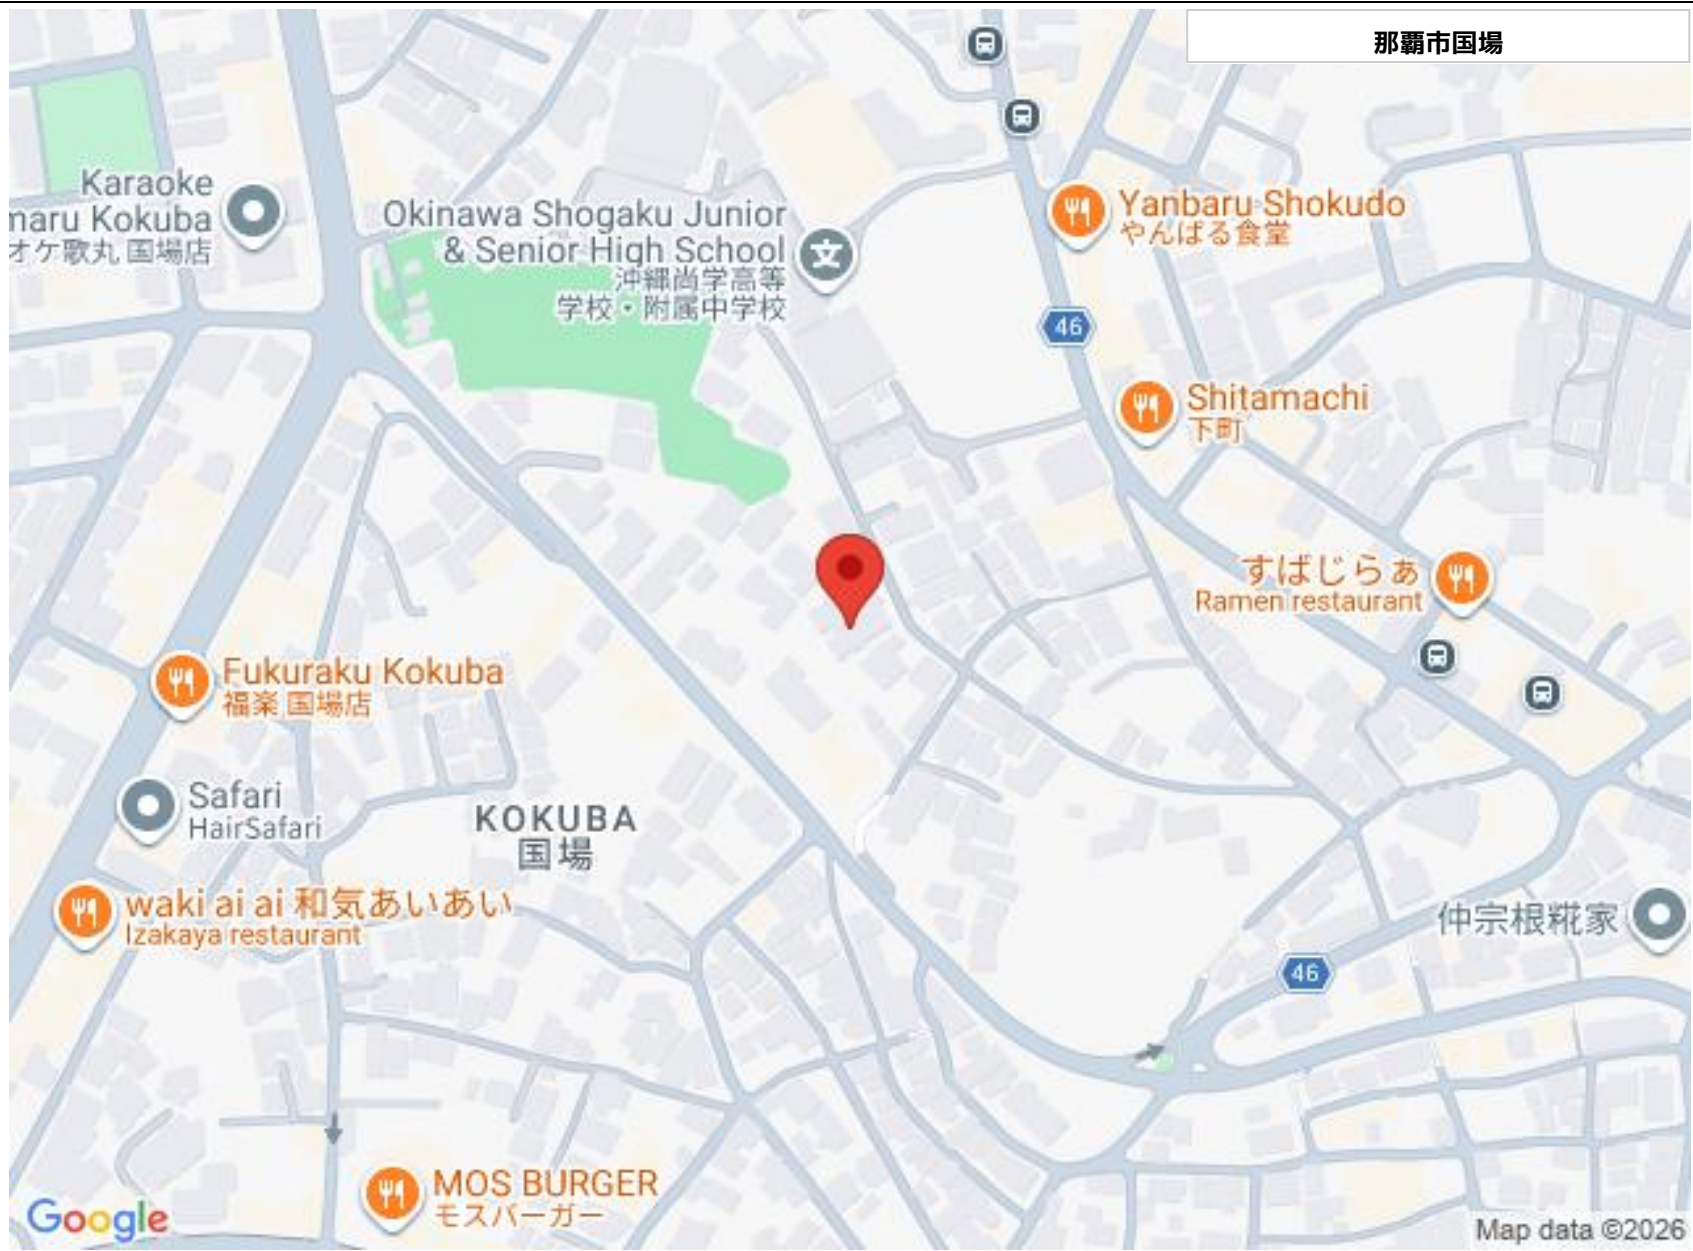 那覇市国場
Karaoke
maru Kokuba
オケ歌丸 国場店
Okinawa Shogaku Junior
& Senior High School
沖縄尚学高等
学校・附属中学校
Yanbaru Shokudo
やんばる食堂
46
Shitamachi
下町
すばじらぁ
Ramen restaurant
Fukuraku Kokuba
福楽 国場店
Safari
HairSafari
KOKUBA
国場
waki ai ai 和気あいあい
Izakaya restaurant
仲宗根糀家
46
MOS BURGER
モスバーガー
Google
Map data ©2026